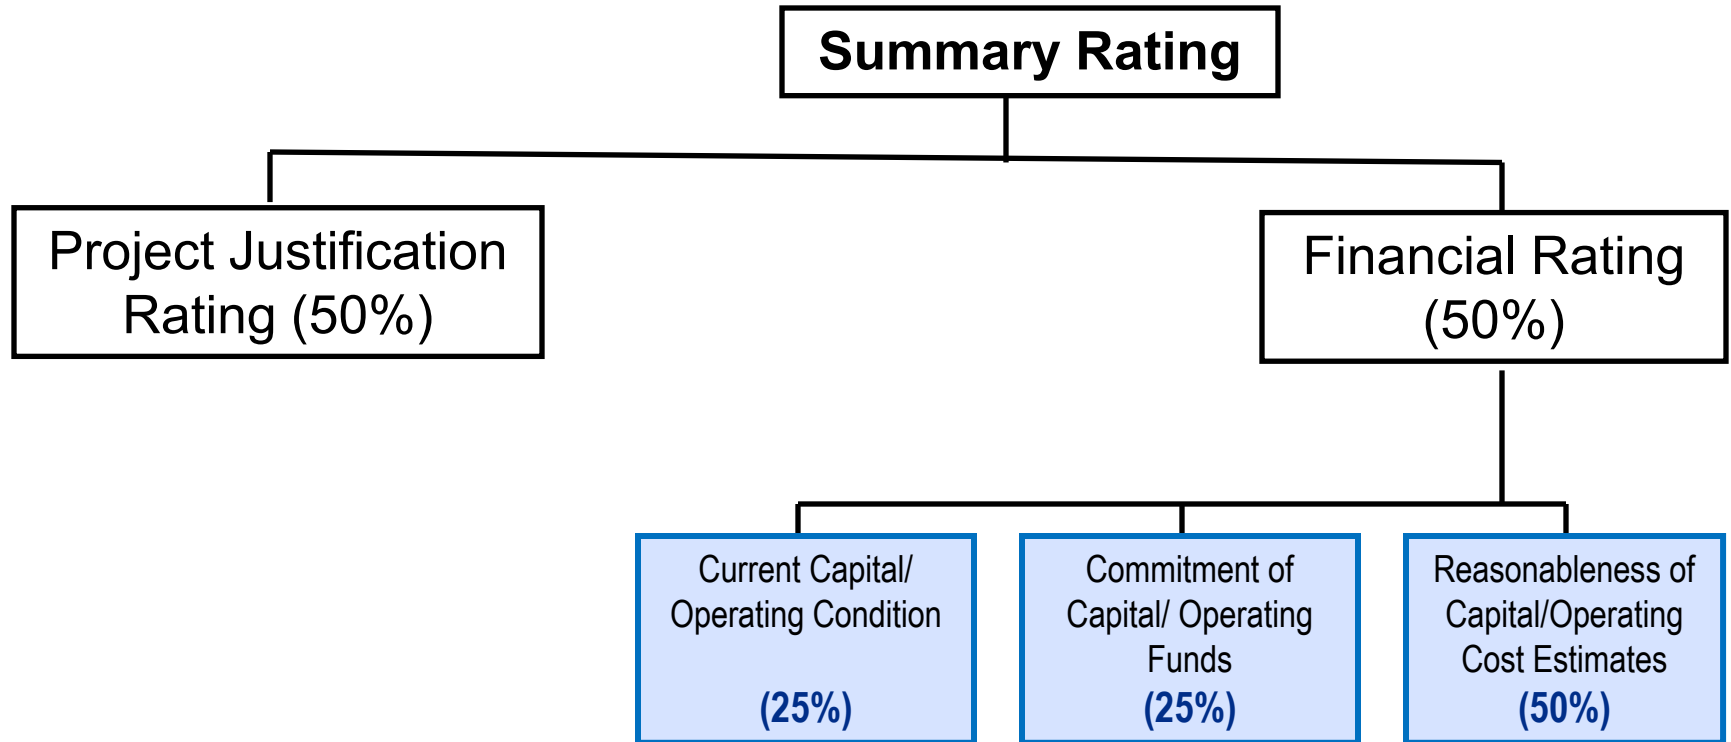 Summary Rating
Project Justification
Rating (50%)
Financial Rating
(50%)
Current Capital/
Operating Condition
(25%)
Commitment of
Capital/ Operating
Funds
(25%)
Reasonableness of
Capital/Operating
Cost Estimates
(50%)